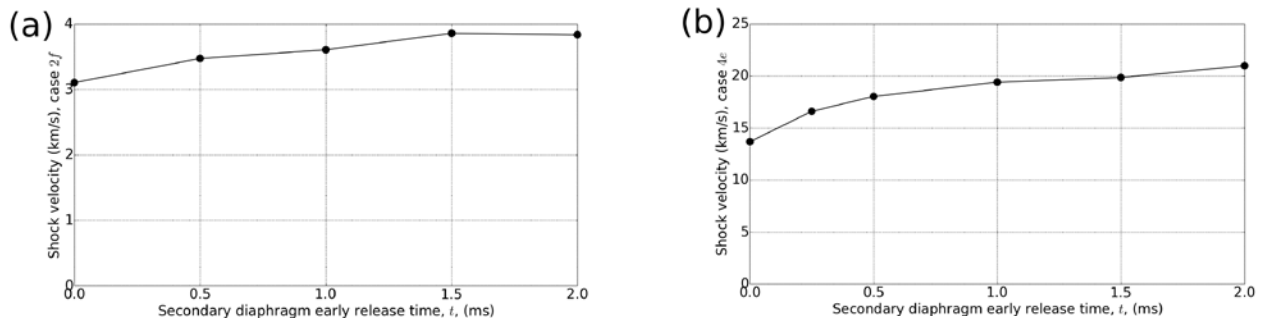 (a)
4
3
2
1
0
Shock velocity (km/s), case 2f
0.0 0.5 1.0 1.5 2.0
Secondary diaphragm early release time, t, (ms)
(b)
25
20
15
10
5
0
Shock velocity (km/s), case 4e
0.0 0.5 1.0 1.5 2.0
Secondary diaphragm early release time, t, (ms)